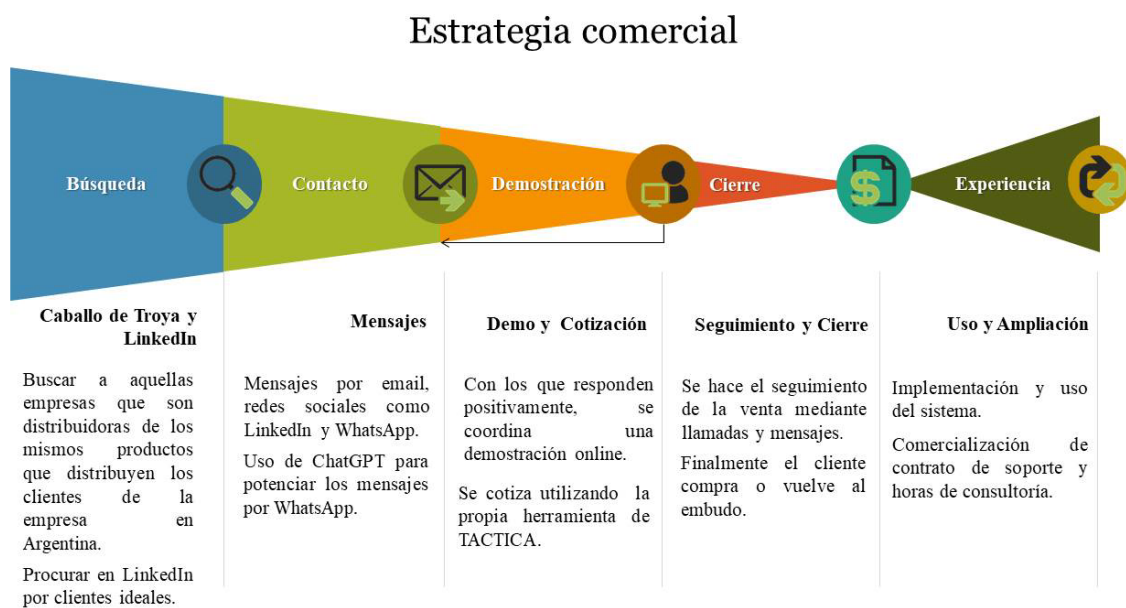 Estrategia comercial
Búsqueda
Contacto
Demostración
Cierre
Experiencia
Caballo de Troya y
LinkedIn
Buscar a aquellas
empresas que son
distribuidoras de los
mismos productos
que distribuyen los
clientes de la
empresa en
Argentina.
Procurar en LinkedIn
por clientes ideales.
Mensajes
Mensajes por email,
redes sociales como
LinkedIn y WhatsApp.
Uso de ChatGPT para
potenciar los mensajes
por WhatsApp.
Demo y Cotización
Con los que responden
positivamente, se
coordina una
demostración online.
Se cotiza utilizando la
propia herramienta de
TACTICA.
Seguimiento y Cierre
Se hace el seguimiento
de la venta mediante
llamadas y mensajes.
Finalmente el cliente
compra o vuelve al
embudo.
Uso y Ampliación
Implementación y uso
del sistema.
Comercialización de
contrato de soporte y
horas de consultoría.